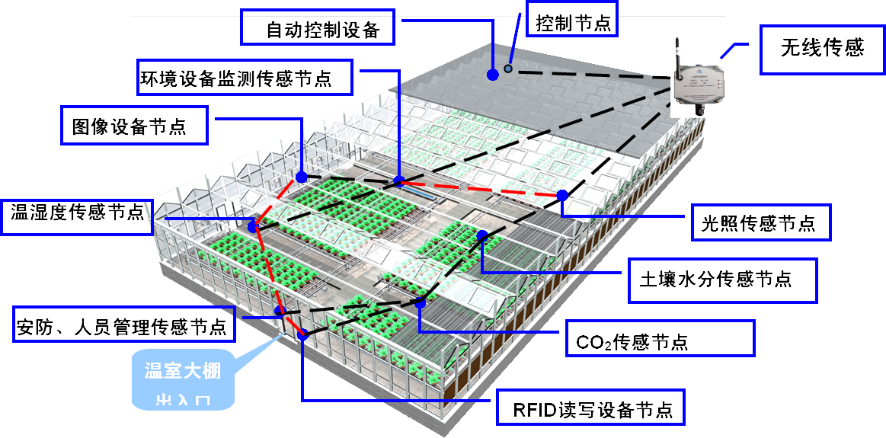 自动控制设备
控制节点
无线传感
环境设备监测传感节点
图像设备节点
温湿度传感节点
光照传感节点
土壤水分传感节点
安防、人员管理传感节点
CO₂传感节点
温室大棚
出入口
RFID读写设备节点